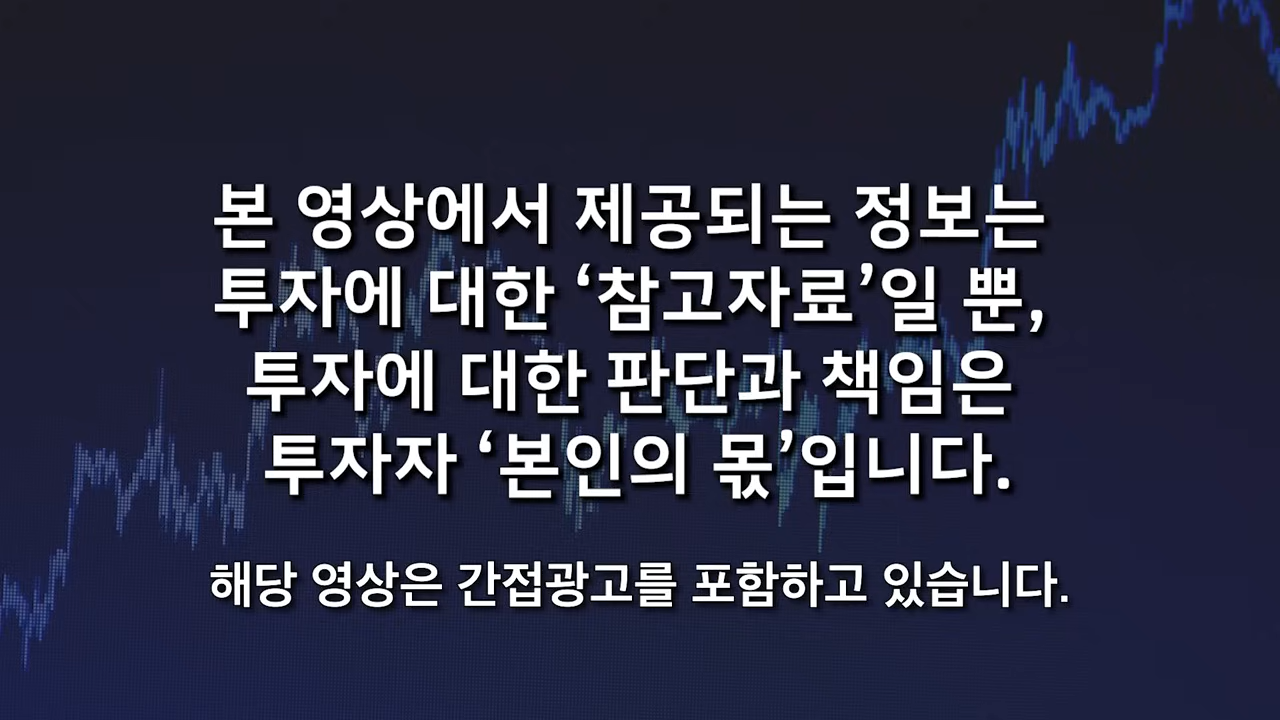 본 영상에서 제공되는 정보는
투자에 대한 ‘참고자료’일 뿐,
투자에 대한 판단과 책임은
투자자 ‘본인의 몫’입니다.
해당 영상은 간접광고를 포함하고 있습니다.